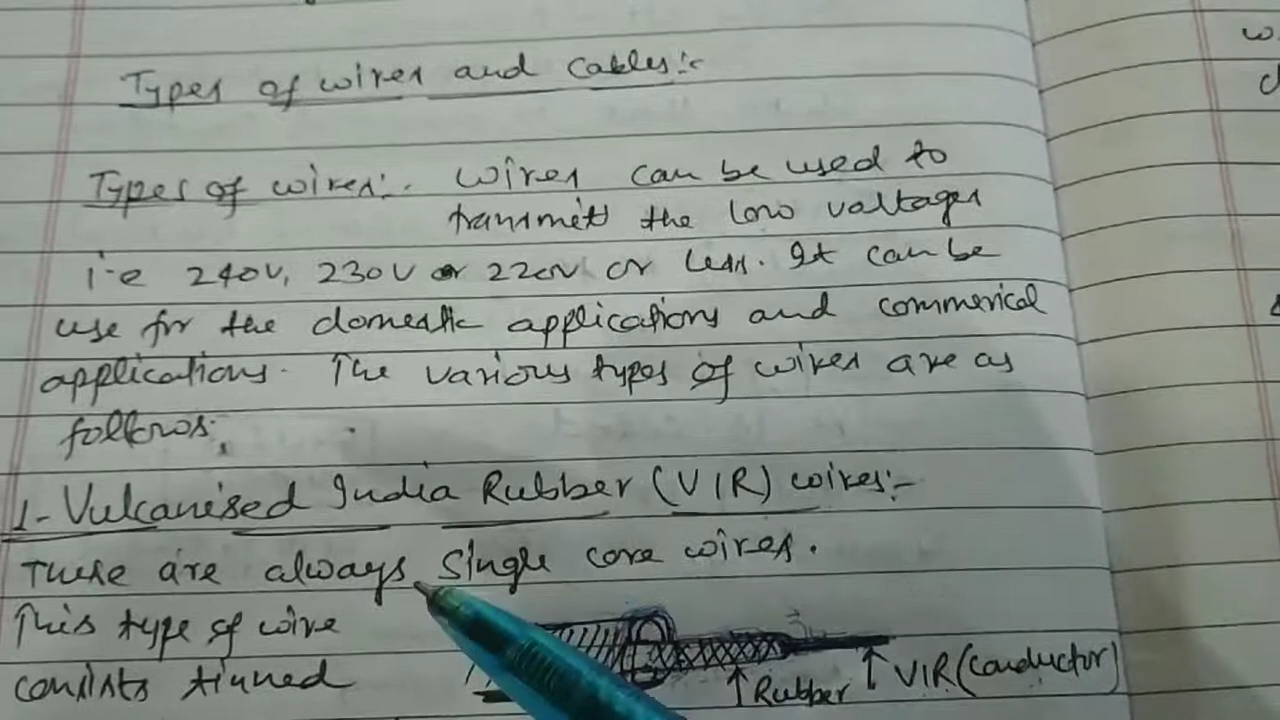 Types of wires and Cables:-
Types of wires:- Wires can be used to
transmitt the low voltages
i.e 240V, 230V or 220V or less. It can be
use for the domestic applications and commerical
applications. The various types of wires are as
follows;
1- Vulcanised India Rubber (VIR) wires:-
These are always single core wires.
This type of wire
consists tinned
Rubber
VIR (Conductor)